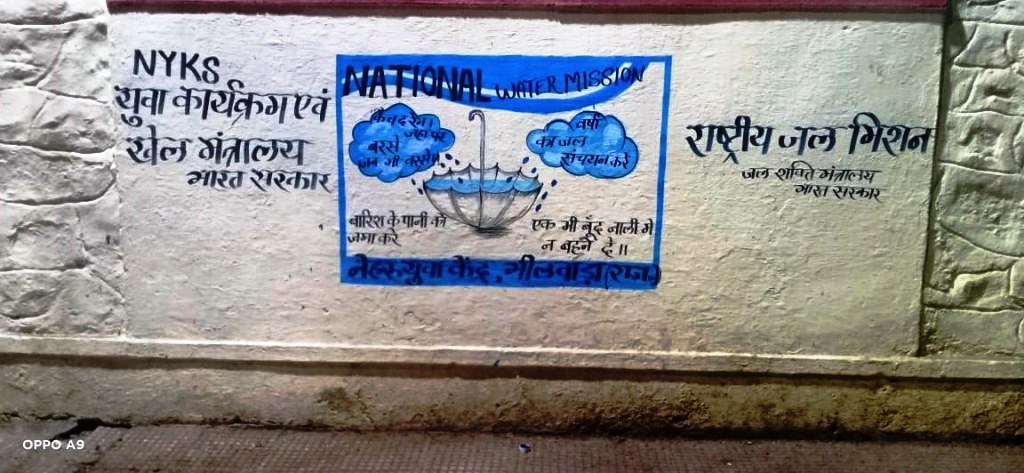 NYKS
युवा कार्यक्रम एवं
खेल मंत्रालय
भारत सरकार
NATIONAL WATER MISSION
कैच द रेन।
जहा पर
बरसे
जब भी बरसे॥
वर्षा
का जल
संचयन करे
बारिश के पानी को
जमा करे
एक भी बूँद नाली मे
न बहने दे॥
नेहरू युवा केंद्र, भीलवाड़ा (राज.)
राष्ट्रीय जल मिशन
जल शक्ति मंत्रालय
भारत सरकार
OPPO A9